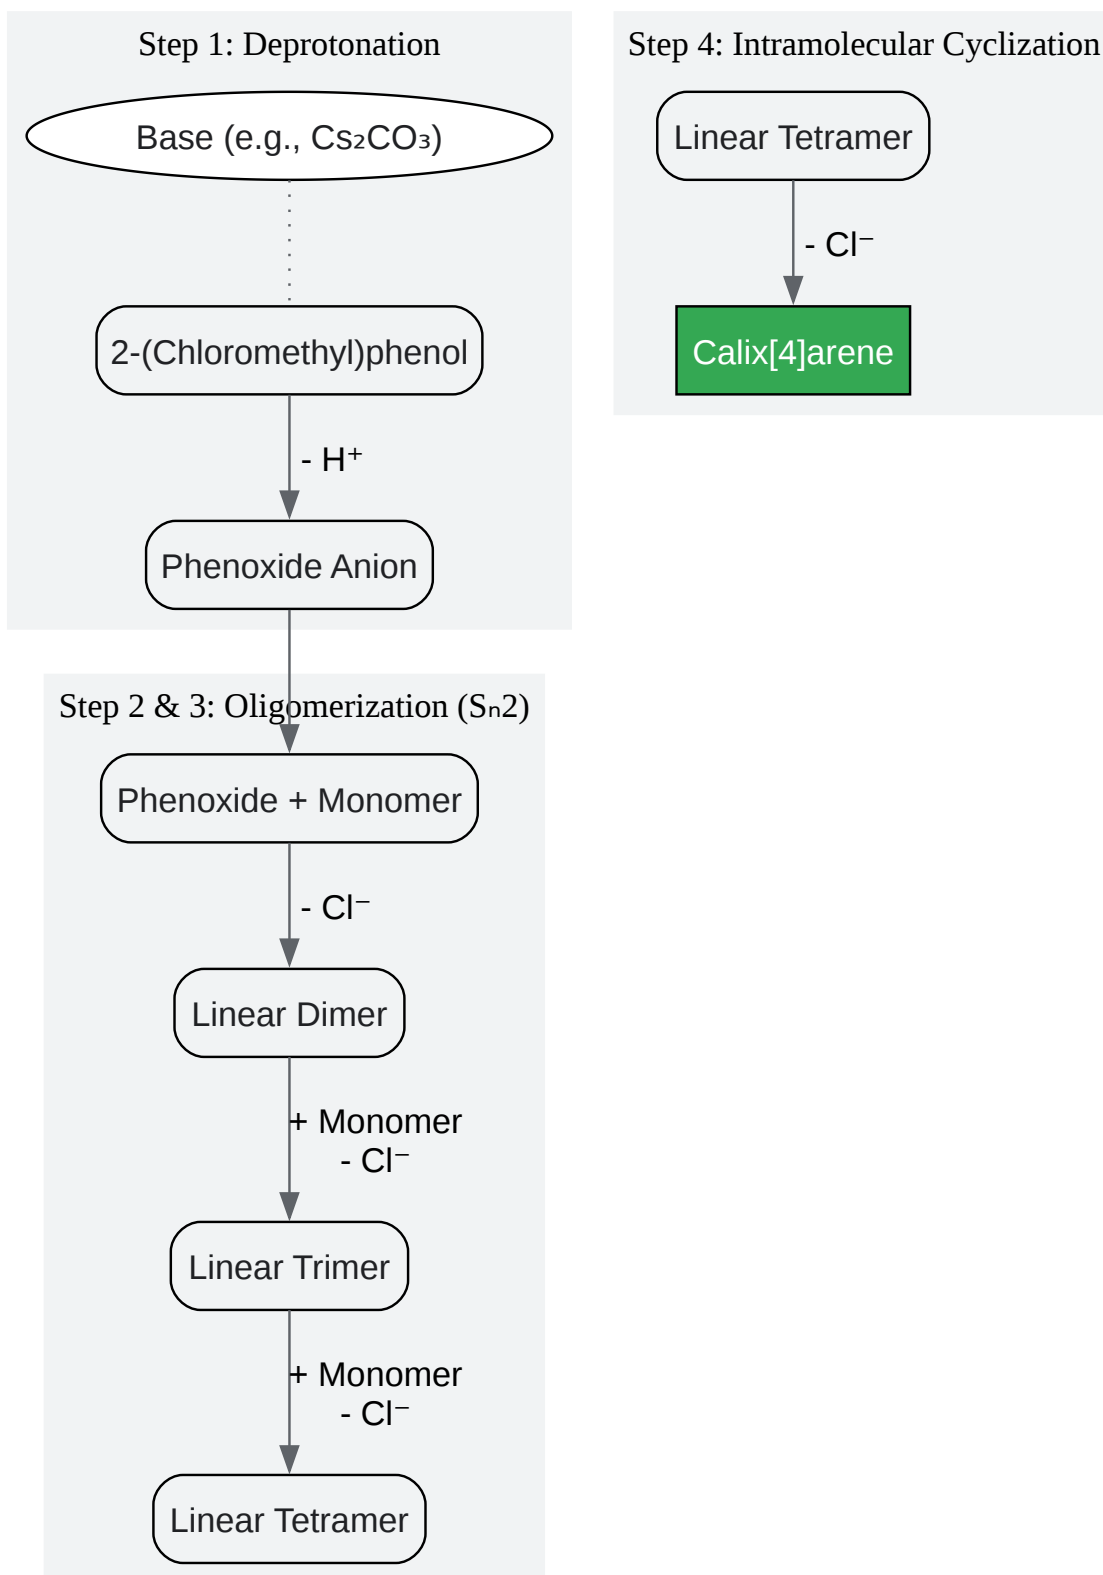 Step 1: Deprotonation
Base (e.g., Cs₂CO₃)
2-(Chloromethyl)phenol
- H⁺
Phenoxide Anion
Step 2 & 3: Oligomerization (Sₙ2)
Phenoxide + Monomer
- Cl⁻
Linear Dimer
+ Monomer
- Cl⁻
Linear Trimer
+ Monomer
- Cl⁻
Linear Tetramer
Step 4: Intramolecular Cyclization
Linear Tetramer
- Cl⁻
Calix[4]arene